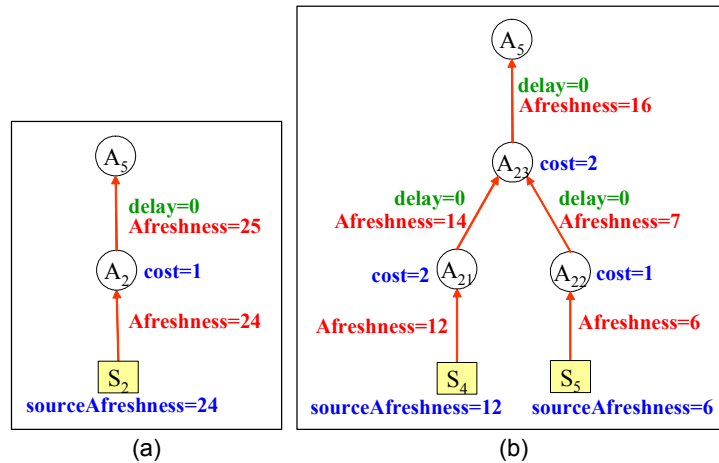 A5
delay=0
Afreshness=25
A2
cost=1
Afreshness=24
S2
sourceAfreshness=24
(a)
A5
delay=0
Afreshness=16
A23
cost=2
delay=0
Afreshness=14
delay=0
Afreshness=7
cost=2
A21
A22
cost=1
Afreshness=12
Afreshness=6
S4
S5
sourceAfreshness=12
sourceAfreshness=6
(b)